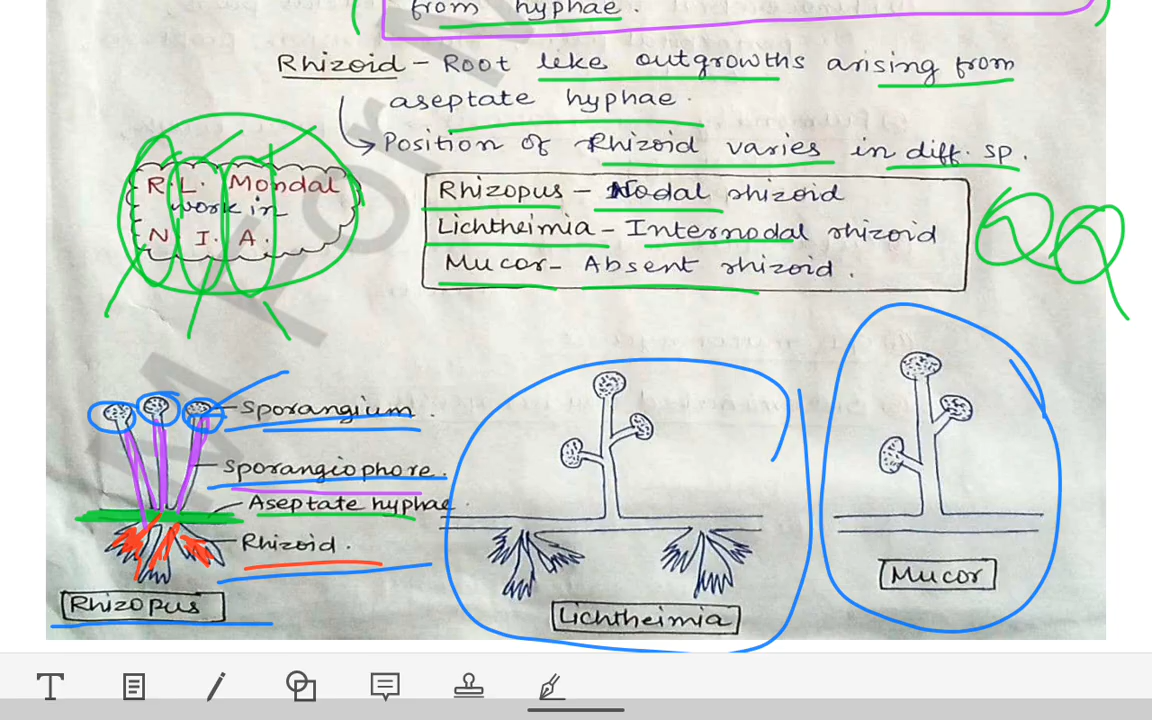 from hyphae.
Rhizoid - Root like outgrowths arising from
aseptate hyphae.
Position of Rhizoid varies in diff. sp.
R. L. Mondal
work in
N I. A.
Rhizopus - Nodal rhizoid
Lichtheimia - Internodal rhizoid
Mucor - Absent rhizoid.
Sporangium.
Sporangiophore.
Aseptate hyphae
Rhizoid.
Rhizopus
Lichtheimia
Mucor